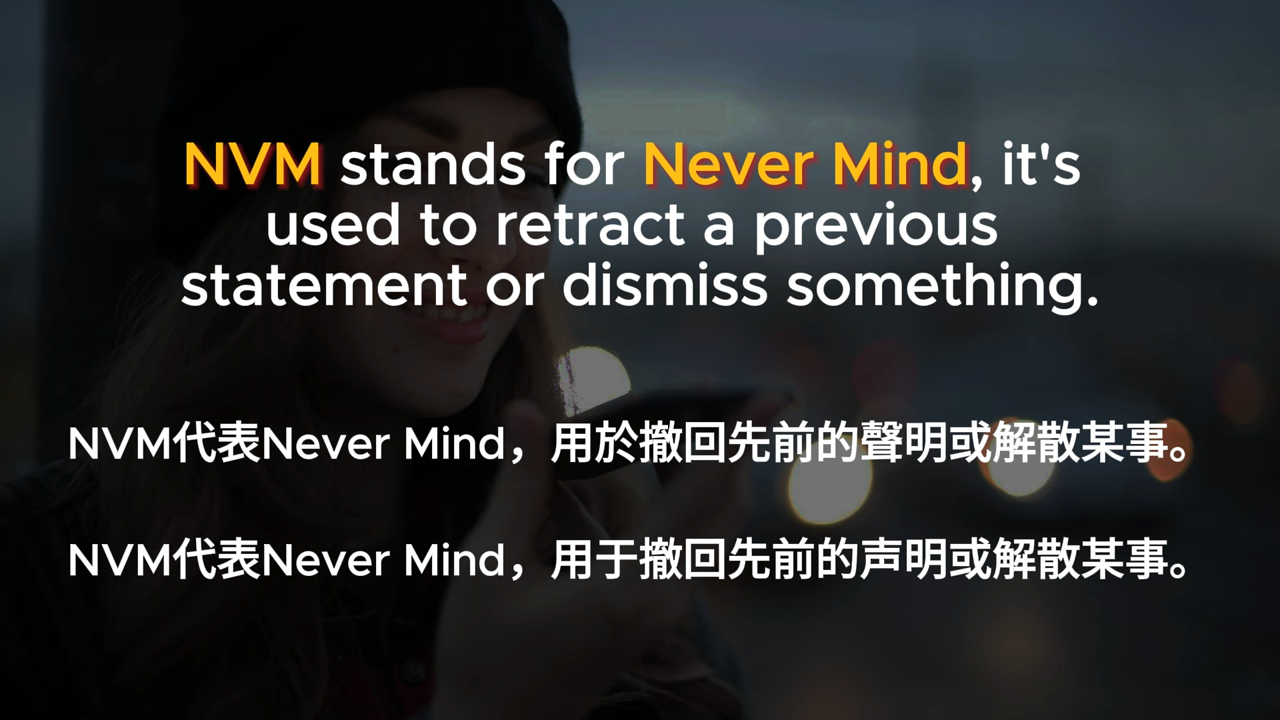 NVM stands for Never Mind, it's
used to retract a previous
statement or dismiss something.
NVM代表Never Mind，用於撤回先前的聲明或解散某事。
NVM代表Never Mind，用于撤回先前的声明或解散某事。